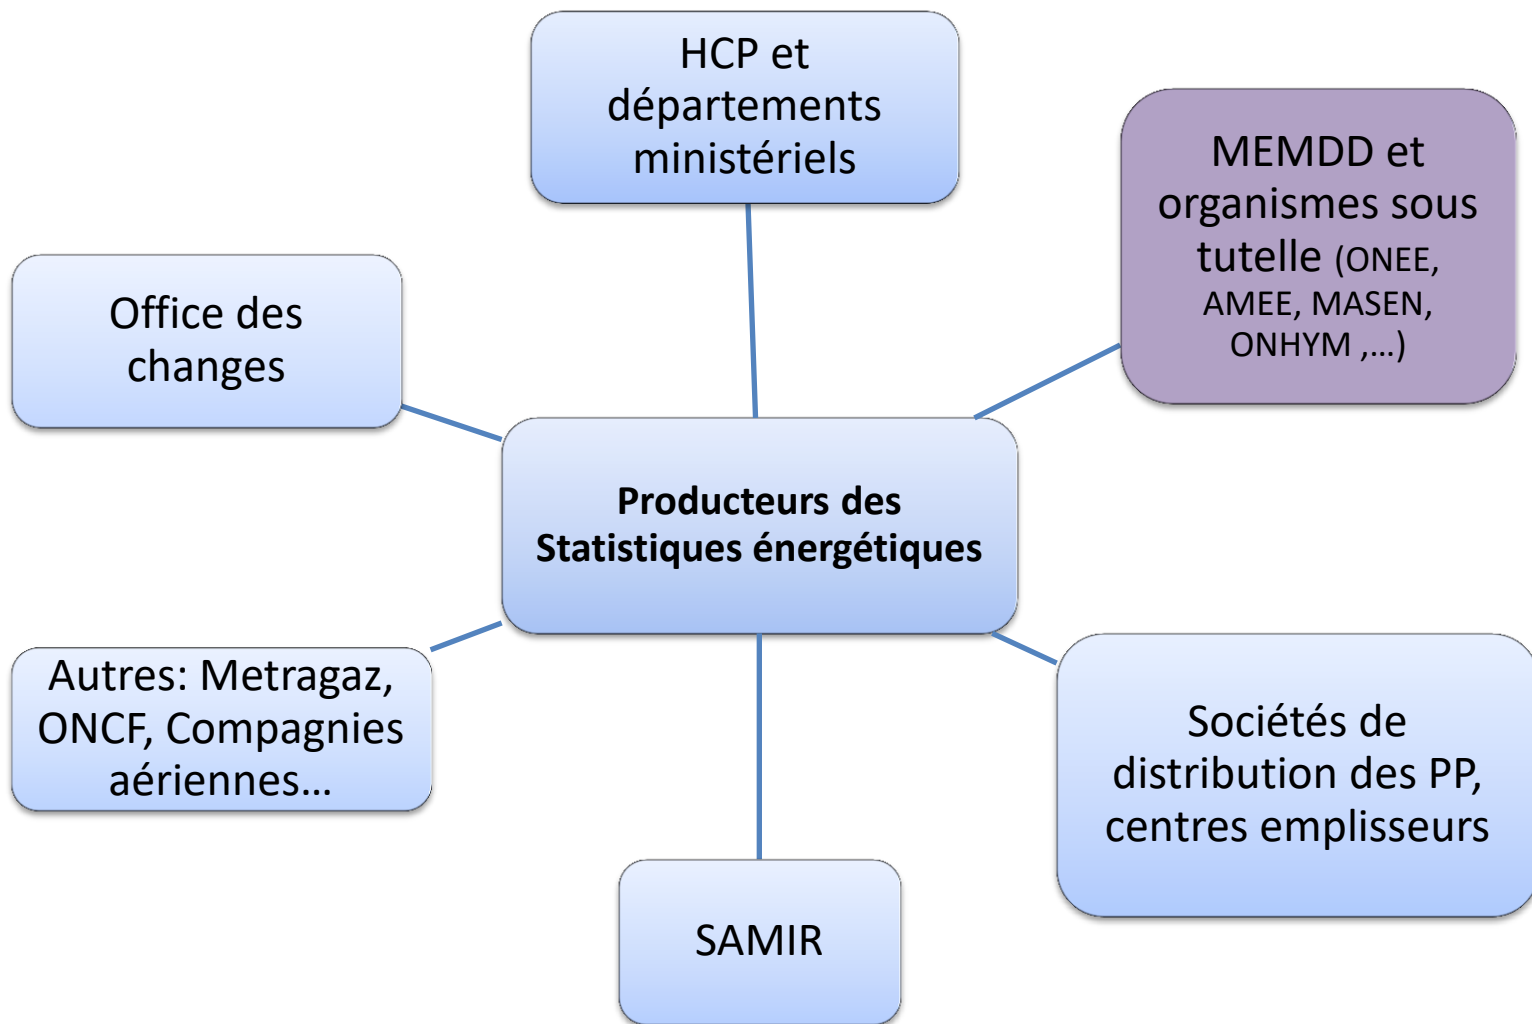 HCP et
départements
ministériels
MEMDD et
organismes sous
tutelle (ONEE,
AMEE, MASEN,
ONHYM ,...)
Office des
changes
Producteurs des
Statistiques énergétiques
Autres: Metragaz,
ONCF, Compagnies
aériennes...
Sociétés de
distribution des PP,
centres emplisseurs
SAMIR